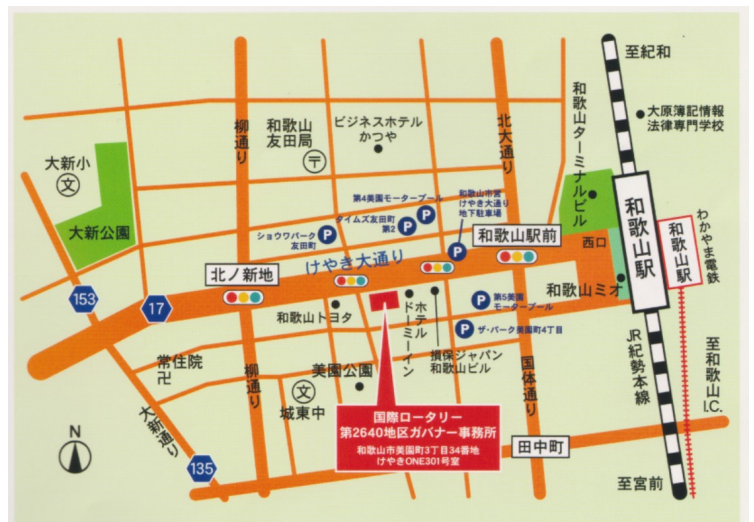 至紀和
大原簿記情報
法律専門学校
和歌山ターミナルビル
北大通り
柳通り
和歌山
友田局
〒
ビジネスホテル
かつや
大新小
文
大新公園
第4美園モータープール
P
タイムズ友田町
第2
P
ショウワパーク
友田町
P
和歌山市営
けやき大通り
地下駐車場
P
和歌山駅前
西口
和歌山駅
和歌山駅
わかやま電鉄
けやき大通り
北ノ新地
153
17
和歌山トヨタ
ホテル
ドーミーイン
損保ジャパン
和歌山ビル
P
第5美園
モータープール
P
ザ・パーク美園町4丁目
和歌山ミオ
JR紀勢本線
至和歌山I.C.
常住院
卍
大新通り
柳通り
文
城東中
美園公園
国体通り
国際ロータリー
第2640地区ガバナー事務所
和歌山市美園町3丁目34番地
けやきONE301号室
田中町
135
N
至宮前